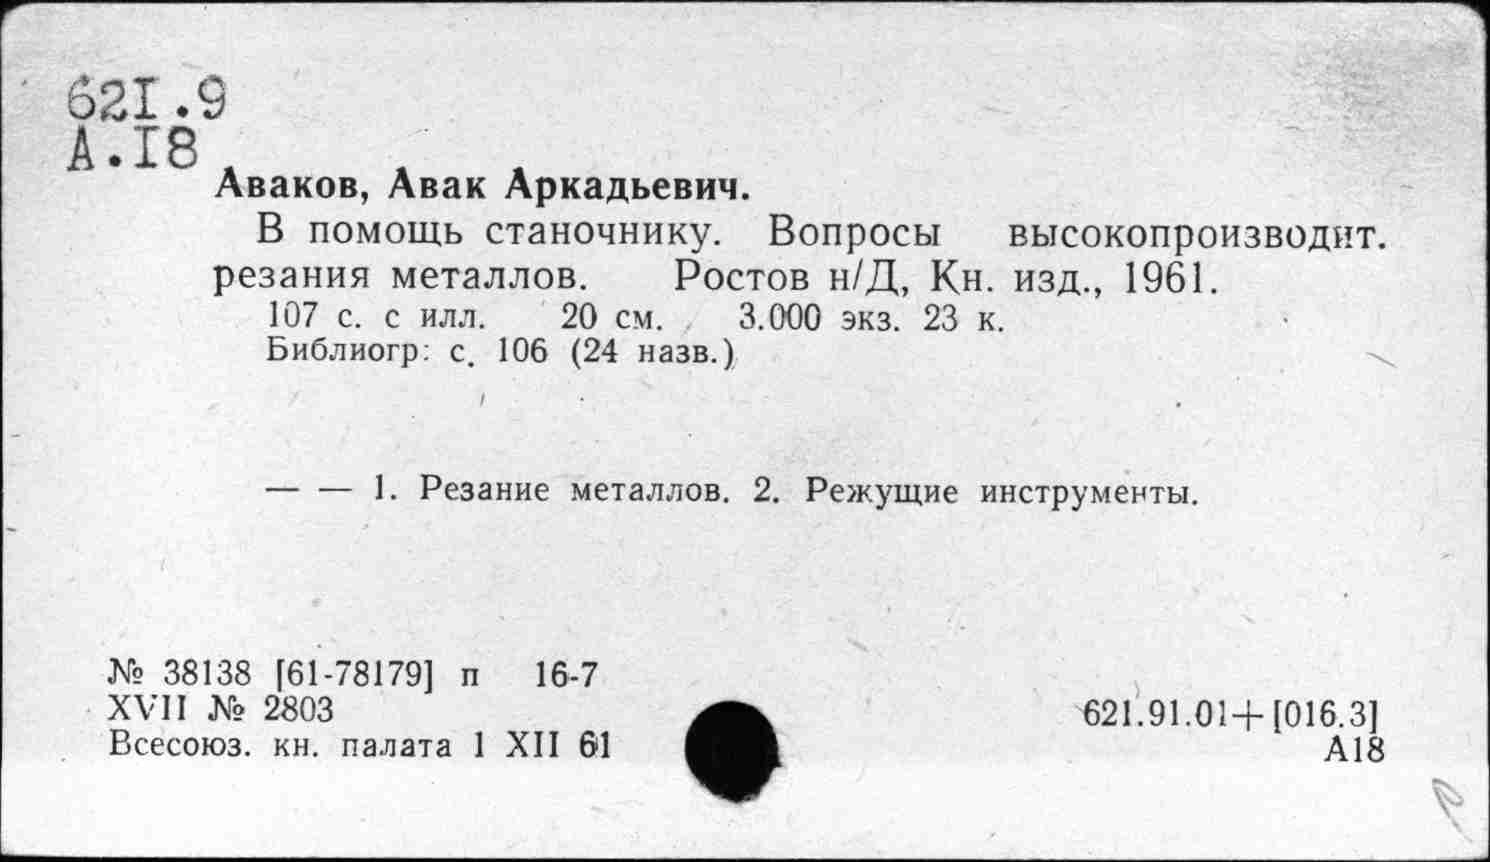 621.9
А.I8
Аваков, Авак Аркадьевич.
В помощь станочнику. Вопросы высокопроизводит.
резания металлов. Ростов н/Д, Кн. изд., 1961.
107 с. с илл. 20 см. 3.000 экз. 23 к.
Библиогр: с. 106 (24 назв.)
— — 1. Резание металлов. 2. Режущие инструменты.
№ 38138 [61-78179] п 16-7
XVII № 2803
Всесоюз. кн. палата 1 XII 61
621.91.01+[016.3]
А18